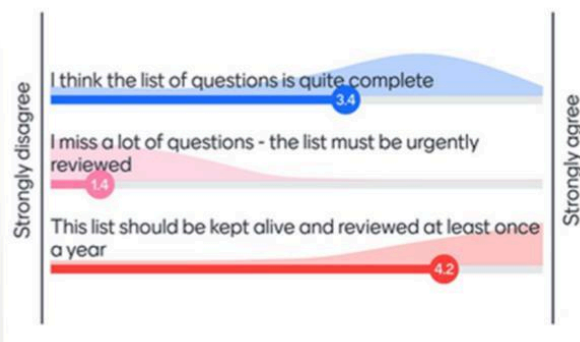 Strongly disagree
I think the list of questions is quite complete
3.4
I miss a lot of questions - the list must be urgently
reviewed
1.4
This list should be kept alive and reviewed at least once
a year
4.2
Strongly agree